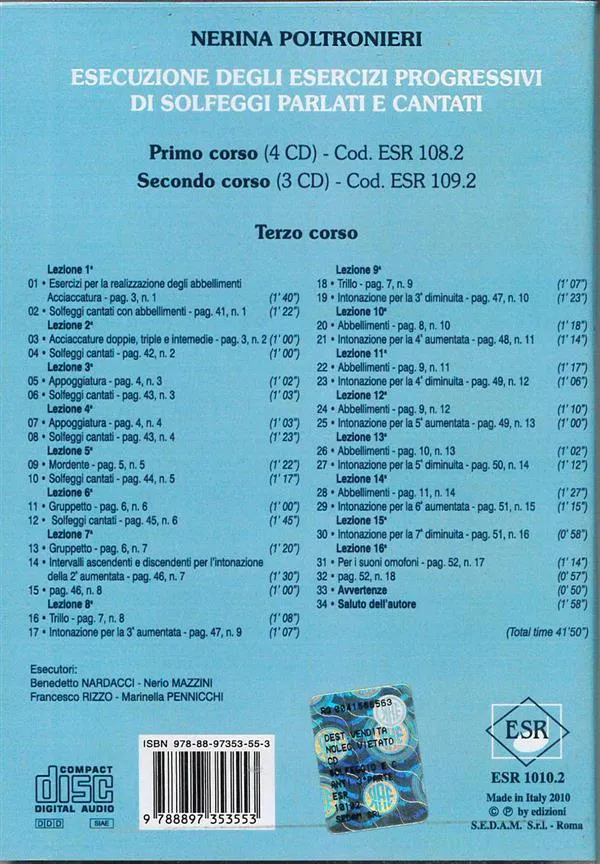 NERINA POLTRONIERI
ESECUZIONE DEGLI ESERCIZI PROGRESSIVI
DI SOLFEGGI PARLATI E CANTATI
Primo corso (4 CD) - Cod. ESR 108.2
Secondo corso (3 CD) - Cod. ESR 109.2
Terzo corso
Lezione 1ª
01 • Esercizi per la realizzazione degli abbellimenti
Acciaccatura - pag. 3, n. 1 (1'40")
02 • Solfeggi cantati con abbellimenti - pag. 41, n. 1 (1'22")
Lezione 2ª
03 • Acciaccature doppie, triple e intemedie - pag. 3, n. 2 (1'00")
04 • Solfeggi cantati - pag. 42, n. 2 (1'00")
Lezione 3ª
05 • Appoggiatura - pag. 4, n. 3 (1'02")
06 • Solfeggi cantati - pag. 43, n. 3 (1'03")
Lezione 4ª
07 • Appoggiatura - pag. 4, n. 4 (1'03")
08 • Solfeggi cantati - pag. 43, n. 4 (1'23")
Lezione 5ª
09 • Mordente - pag. 5, n. 5 (1'22")
10 • Solfeggi cantati - pag. 44, n. 5 (1'17")
Lezione 6ª
11 • Gruppetto - pag. 6, n. 6 (1'00")
12 • Solfeggi cantati - pag. 45, n. 6 (1'45")
Lezione 7ª
13 • Gruppetto - pag. 6, n. 7 (1'20")
14 • Intervalli ascendenti e discendenti per l'intonazione
della 2ª aumentata - pag. 46, n. 7 (1'30")
15 • pag. 46, n. 8 (1'00")
Lezione 8ª
16 • Trillo - pag. 7, n. 8 (1'08")
17 • Intonazione per la 3ª aumentata - pag. 47, n. 9 (1'07")
Lezione 9ª
18 • Trillo - pag. 7, n. 9 (1'07")
19 • Intonazione per la 3ª diminuita - pag. 47, n. 10 (1'23")
Lezione 10ª
20 • Abbellimenti - pag. 8, n. 10 (1'18")
21 • Intonazione per la 4ª aumentata - pag. 48, n. 11 (1'14")
Lezione 11ª
22 • Abbellimenti - pag. 9, n. 11 (1'17")
23 • Intonazione per la 4ª diminuita - pag. 49, n. 12 (1'06")
Lezione 12ª
24 • Abbellimenti - pag. 9, n. 12 (1'10")
25 • Intonazione per la 5ª aumentata - pag. 49, n. 13 (1'00")
Lezione 13ª
26 • Abbellimenti - pag. 10, n. 13 (1'02")
27 • Intonazione per la 5ª diminuita - pag. 50, n. 14 (1'12")
Lezione 14ª
28 • Abbellimenti - pag. 11, n. 14 (1'27")
29 • Intonazione per la 6ª aumentata - pag. 51, n. 15 (1'15")
Lezione 15ª
30 • Intonazione per la 7ª diminuita - pag. 51, n. 16 (0'58")
Lezione 16ª
31 • Per i suoni omofoni - pag. 52, n. 17 (1'14")
32 • pag. 52, n. 18 (0'57")
33 • Avvertenze (0'50")
34 • Saluto dell'autore (1'58")
(Total time 41'50")
Esecutori:
Benedetto NARDACCI - Nerio MAZZINI
Francesco RIZZO - Marinella PENNICCHI
DEST.VENDITA
NOLEG.VIETATO
CD
SOLFEGGIO E C
ESR
SEDAM SRL
ISBN 978-88-97353-55-3
9 788897 353553
COMPACT
disc
DIGITAL AUDIO
DDD
SIAE
ESR
ESR 1010.2
Made in Italy 2010
© ℗ by edizioni
S.E.D.A.M. S.r.l. - Roma